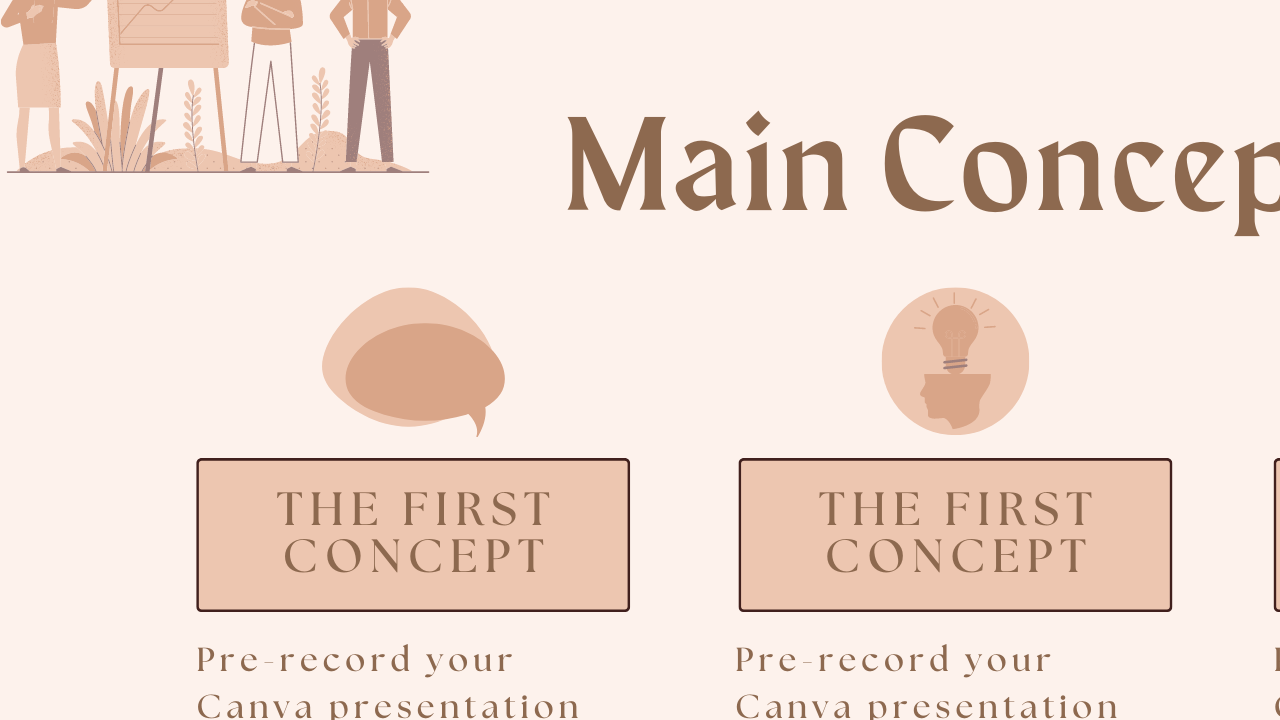 Main Concep
THE FIRST
CONCEPT
Pre-record your
Canva presentation
THE FIRST
CONCEPT
Pre-record your
Canva presentation